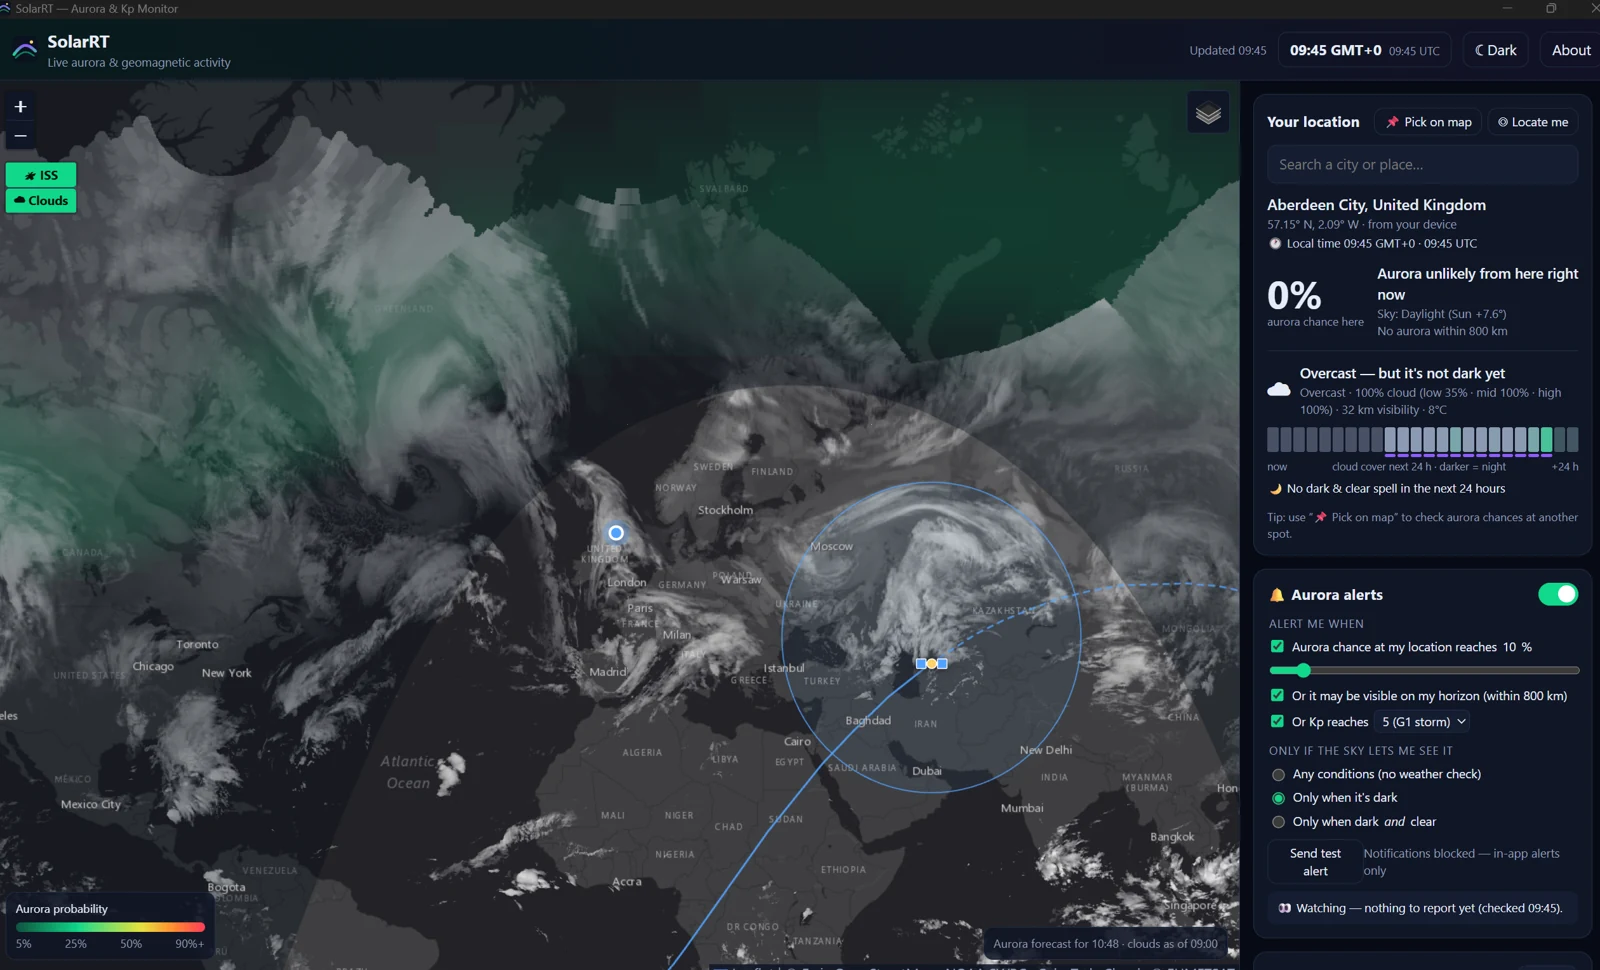 SolarRT — Aurora & Kp Monitor
SolarRT
Live aurora & geomagnetic activity
Updated 09:45
09:45 GMT+0 09:45 UTC
Dark
About
+
−
ISS
Clouds
SVALBARD
GREENLAND
CANADA
SWEDEN
FINLAND
NORWAY
RUSSIA
Stockholm
Moscow
UNITED
KINGDOM
London
GERMANY
POLAND
Warsaw
Paris
FRANCE
UKRAINE
KAZAKHSTAN
MONGOLIA
Toronto
Milan
ITALY
Chicago
New York
UNITED STATES
Madrid
Istanbul
GREECE
TURKEY
Baghdad
IRAN
CHINA
Cairo
ALGERIA
LIBYA
EGYPT
New Delhi
Atlantic
Ocean
SAUDI ARABIA
Dubai
INDIA
MYANMAR
(BURMA)
MÉXICO
Mexico City
Mumbai
MALI
NIGER
CHAD
SUDAN
Bangkok
NIGERIA
ETHIOPIA
VENEZUELA
Accra
Bogota
Singapore
DR CONGO
TANZANIA
Aurora probability
5% 25% 50% 90%+
Aurora forecast for 10:48 · clouds as of 09:00
Your location
Pick on map
Locate me
Search a city or place...
Aberdeen City, United Kingdom
57.15° N, 2.09° W · from your device
Local time 09:45 GMT+0 · 09:45 UTC
0%
aurora chance here
Aurora unlikely from here right
now
Sky: Daylight (Sun +7.6°)
No aurora within 800 km
Overcast — but it's not dark yet
Overcast · 100% cloud (low 35% · mid 100% · high
100%) · 32 km visibility · 8°C
now cloud cover next 24 h · darker = night +24 h
No dark & clear spell in the next 24 hours
Tip: use "📌 Pick on map" to check aurora chances at another
spot.
Aurora alerts
ALERT ME WHEN
Aurora chance at my location reaches 10 %
Or it may be visible on my horizon (within 800 km)
Or Kp reaches 5 (G1 storm)
ONLY IF THE SKY LETS ME SEE IT
Any conditions (no weather check)
Only when it's dark
Only when dark and clear
Send test
alert
Notifications blocked — in-app alerts
only
Watching — nothing to report yet (checked 09:45).